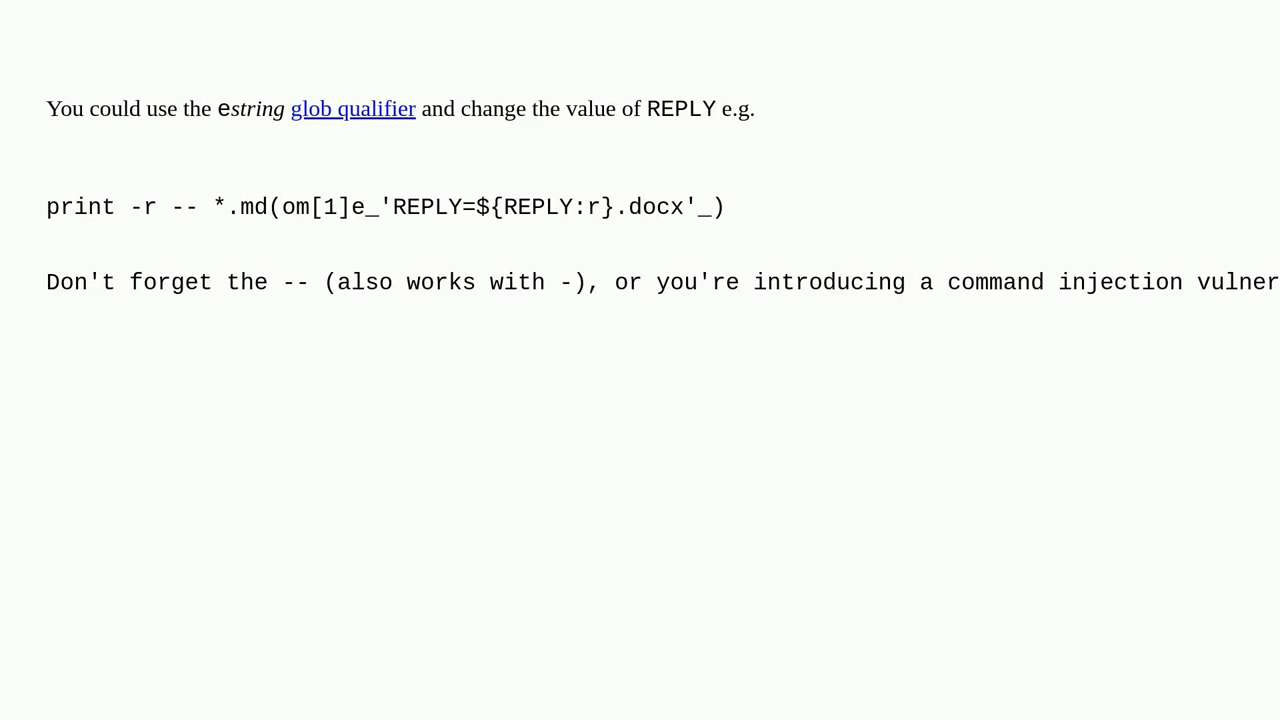 You could use the estring glob qualifier and change the value of REPLY e.g.
print -r -- *.md(om[1]e_'REPLY=${REPLY:r}.docx'_)
Don't forget the -- (also works with -), or you're introducing a command injection vulner